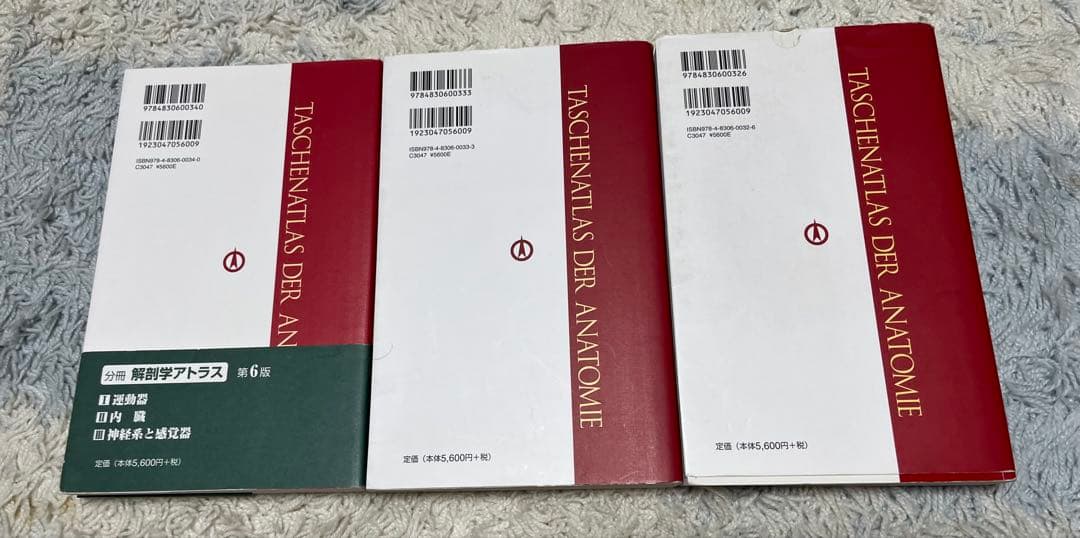 9784830600340
1923047056009
ISBN978-4-8306-0034-0
C3047 ¥5600E
TASCHENATLAS DER AN
分冊 解剖学アトラス 第6版
I 運動器
II 内 臓
III 神経系と感覚器
定価(本体5,600円+税)
9784830600333
1923047056009
ISBN978-4-8306-0033-3
C3047 ¥5600E
TASCHENATLAS DER ANATOMIE
定価(本体5,600円+税)
9784830600326
1923047056009
ISBN978-4-8306-0032-6
C3047 ¥5600E
TASCHENATLAS DER ANATOMIE
定価(本体5,600円+税)